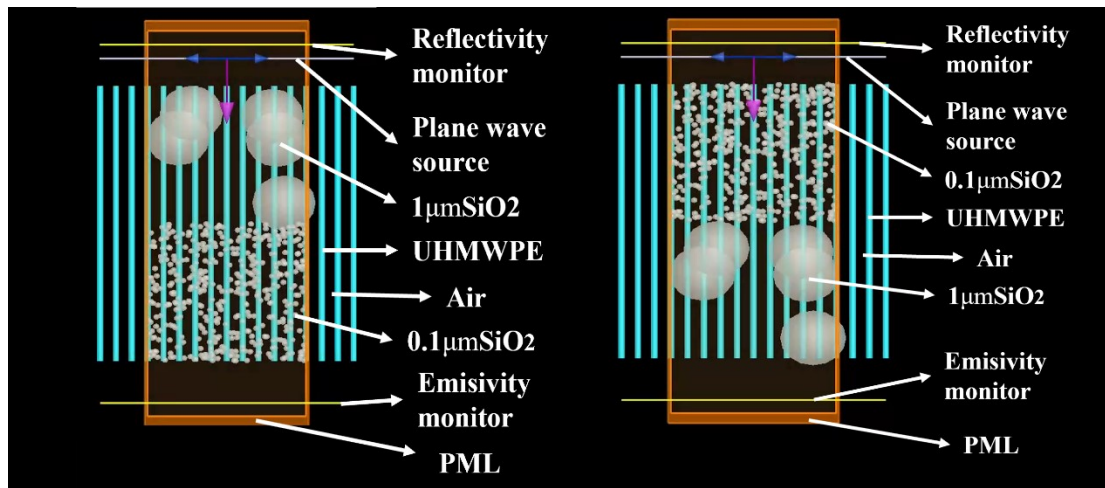 Reflectivity
monitor
Plane wave
source
1μmSiO2
UHMWPE
Air
0.1μmSiO2
Emisivity
monitor
PML
Reflectivity
monitor
Plane wave
source
0.1μmSiO2
UHMWPE
Air
1μmSiO2
Emisivity
monitor
PML